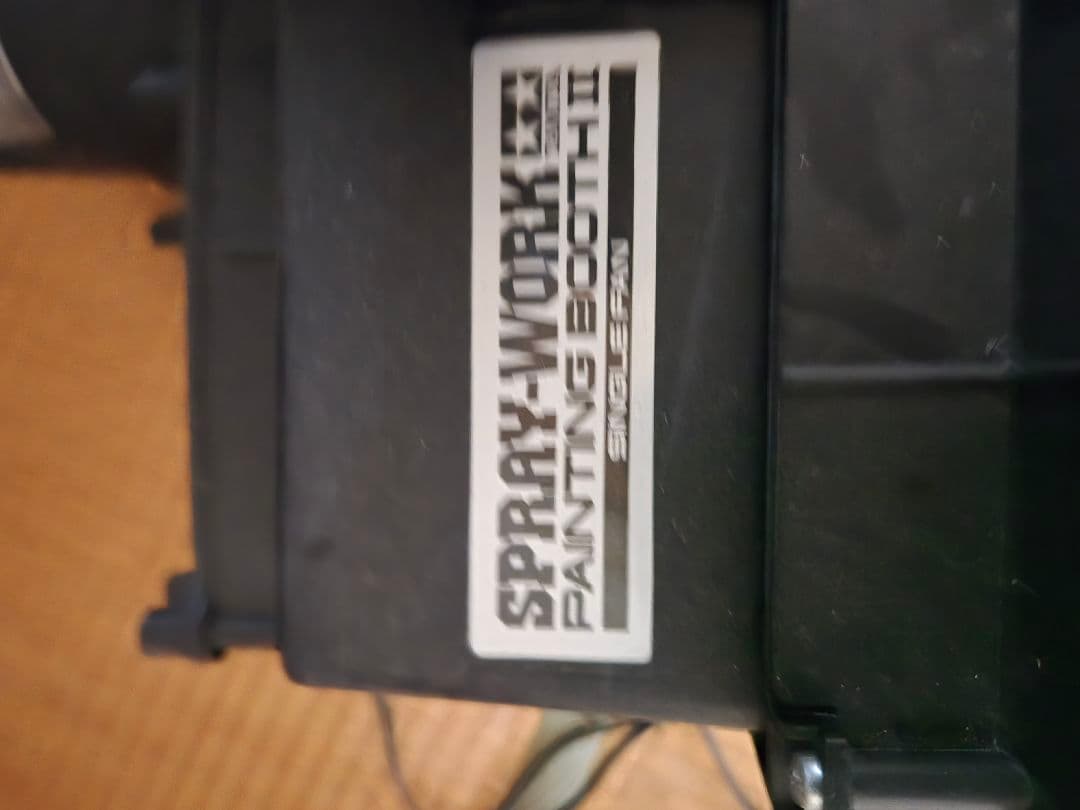 SPRAY-WORK
PAINTING BOOTH II
SINGLE FAN